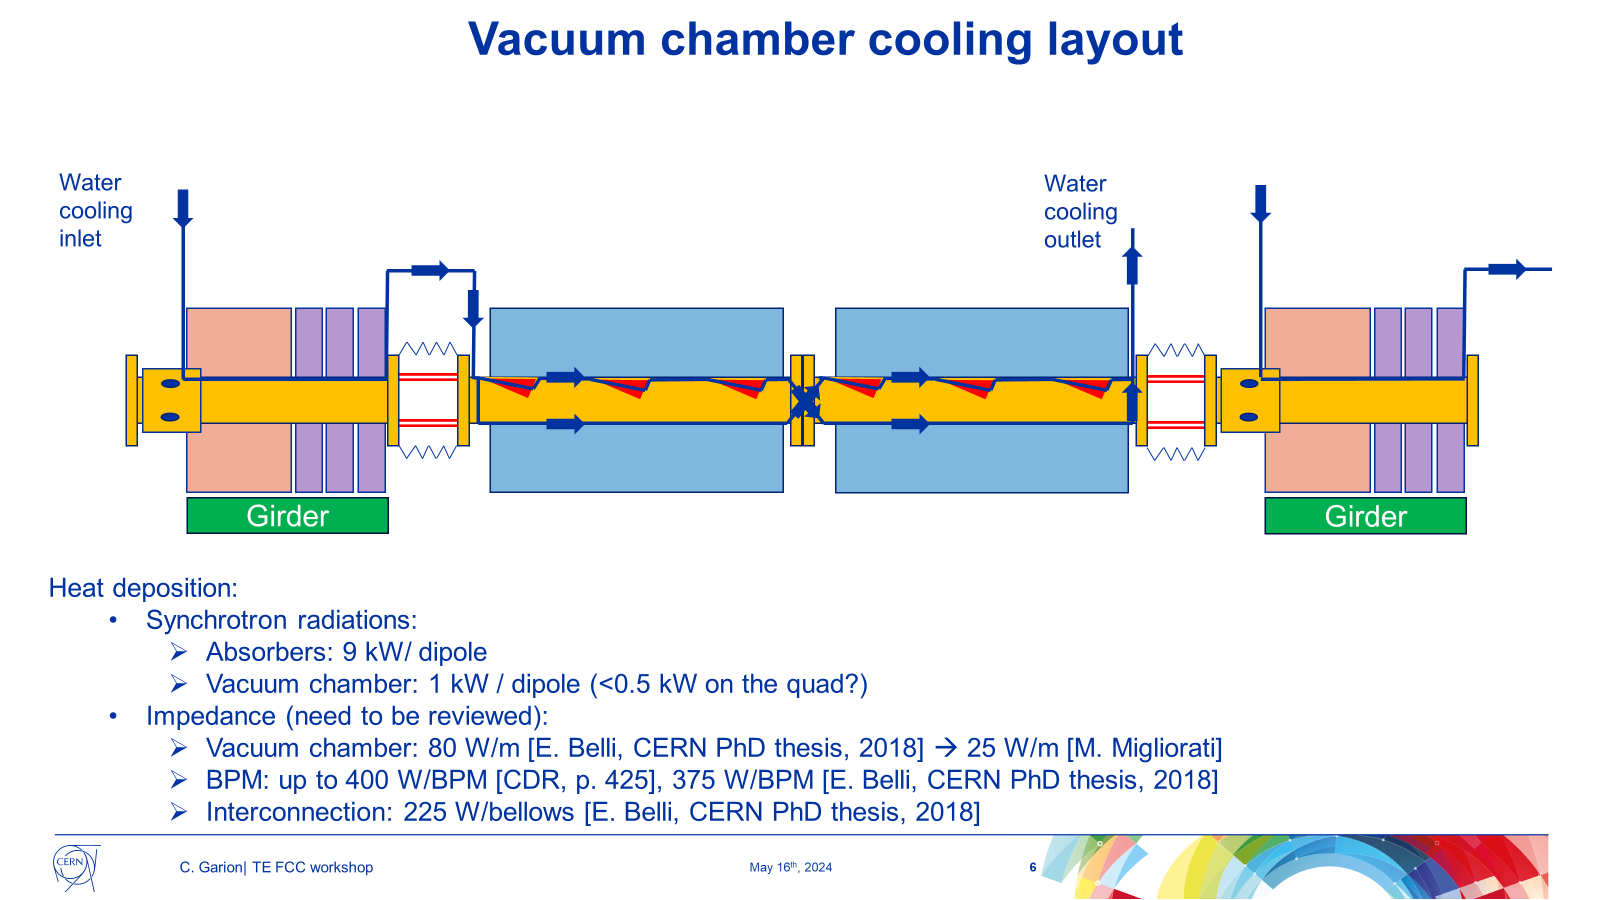 Vacuum chamber cooling layout
Water
cooling
inlet
Water
cooling
outlet
Girder
Girder
Heat deposition:
• Synchrotron radiations:
➢ Absorbers: 9 kW/ dipole
➢ Vacuum chamber: 1 kW / dipole (<0.5 kW on the quad?)
• Impedance (need to be reviewed):
➢ Vacuum chamber: 80 W/m [E. Belli, CERN PhD thesis, 2018] → 25 W/m [M. Migliorati]
➢ BPM: up to 400 W/BPM [CDR, p. 425], 375 W/BPM [E. Belli, CERN PhD thesis, 2018]
➢ Interconnection: 225 W/bellows [E. Belli, CERN PhD thesis, 2018]
CERN
C. Garion| TE FCC workshop
May 16th, 2024
6